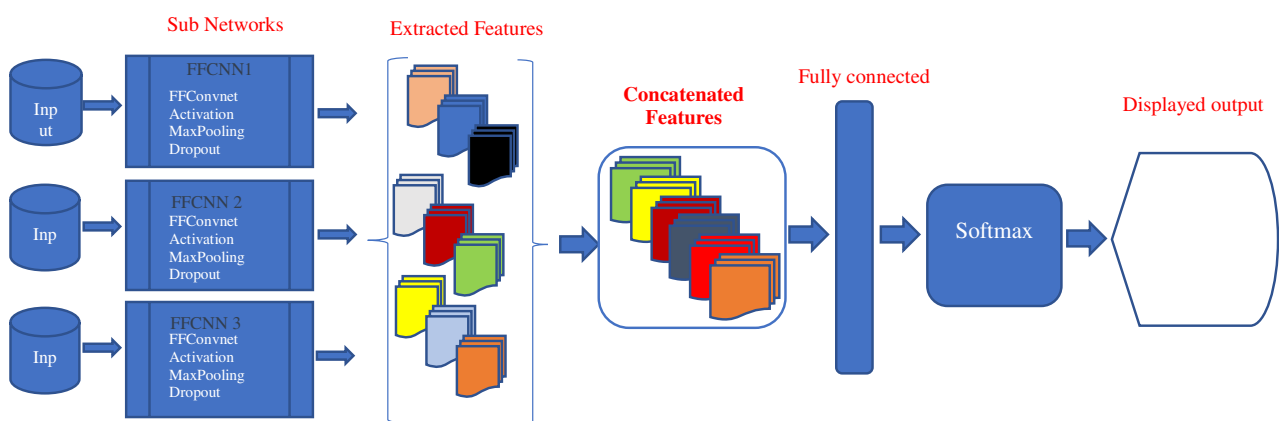 Sub Networks
Extracted Features
Fully connected
Concatenated
Features
Displayed output
Inp
ut
FFCNN1
FFConvnet
Activation
MaxPooling
Dropout
Inp
FFCNN 2
FFConvnet
Activation
MaxPooling
Dropout
Inp
FFCNN 3
FFConvnet
Activation
MaxPooling
Dropout
Softmax